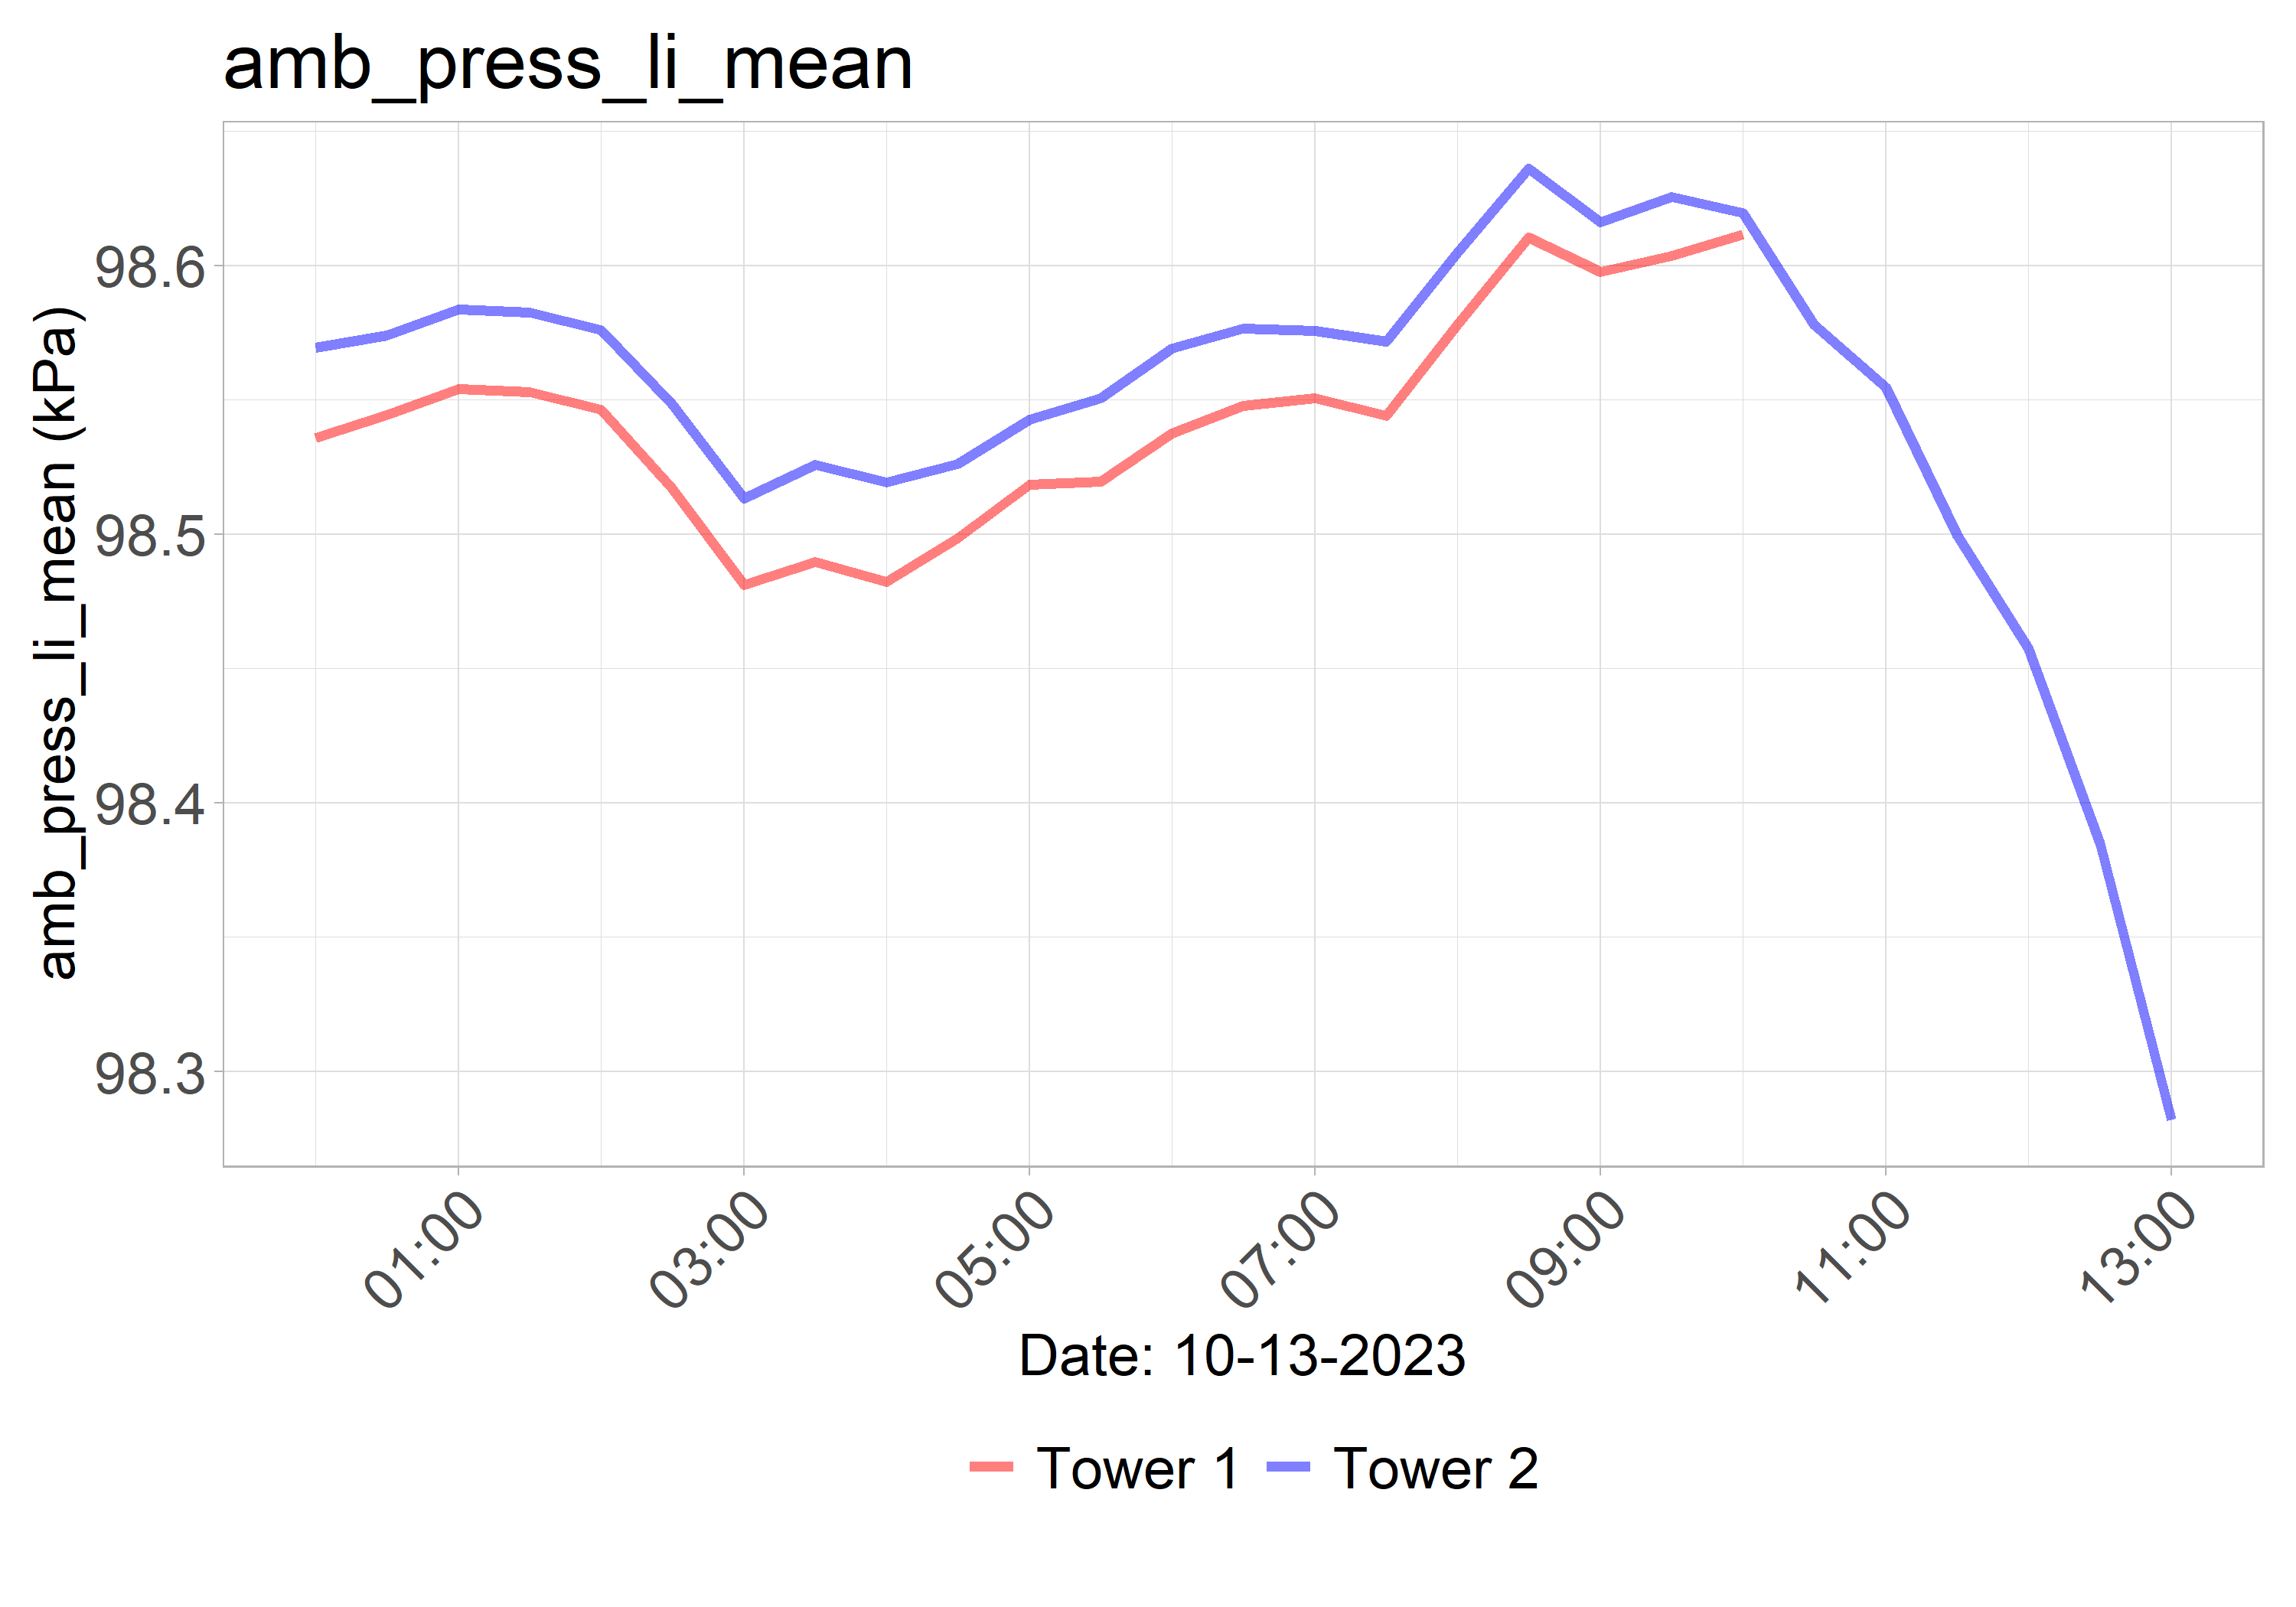 amb_press_li_mean
amb_press_li_mean (kPa)
98.6
98.5
98.4
98.3
01:00
03:00
05:00
07:00
09:00
11:00
13:00
Date: 10-13-2023
Tower 1
Tower 2